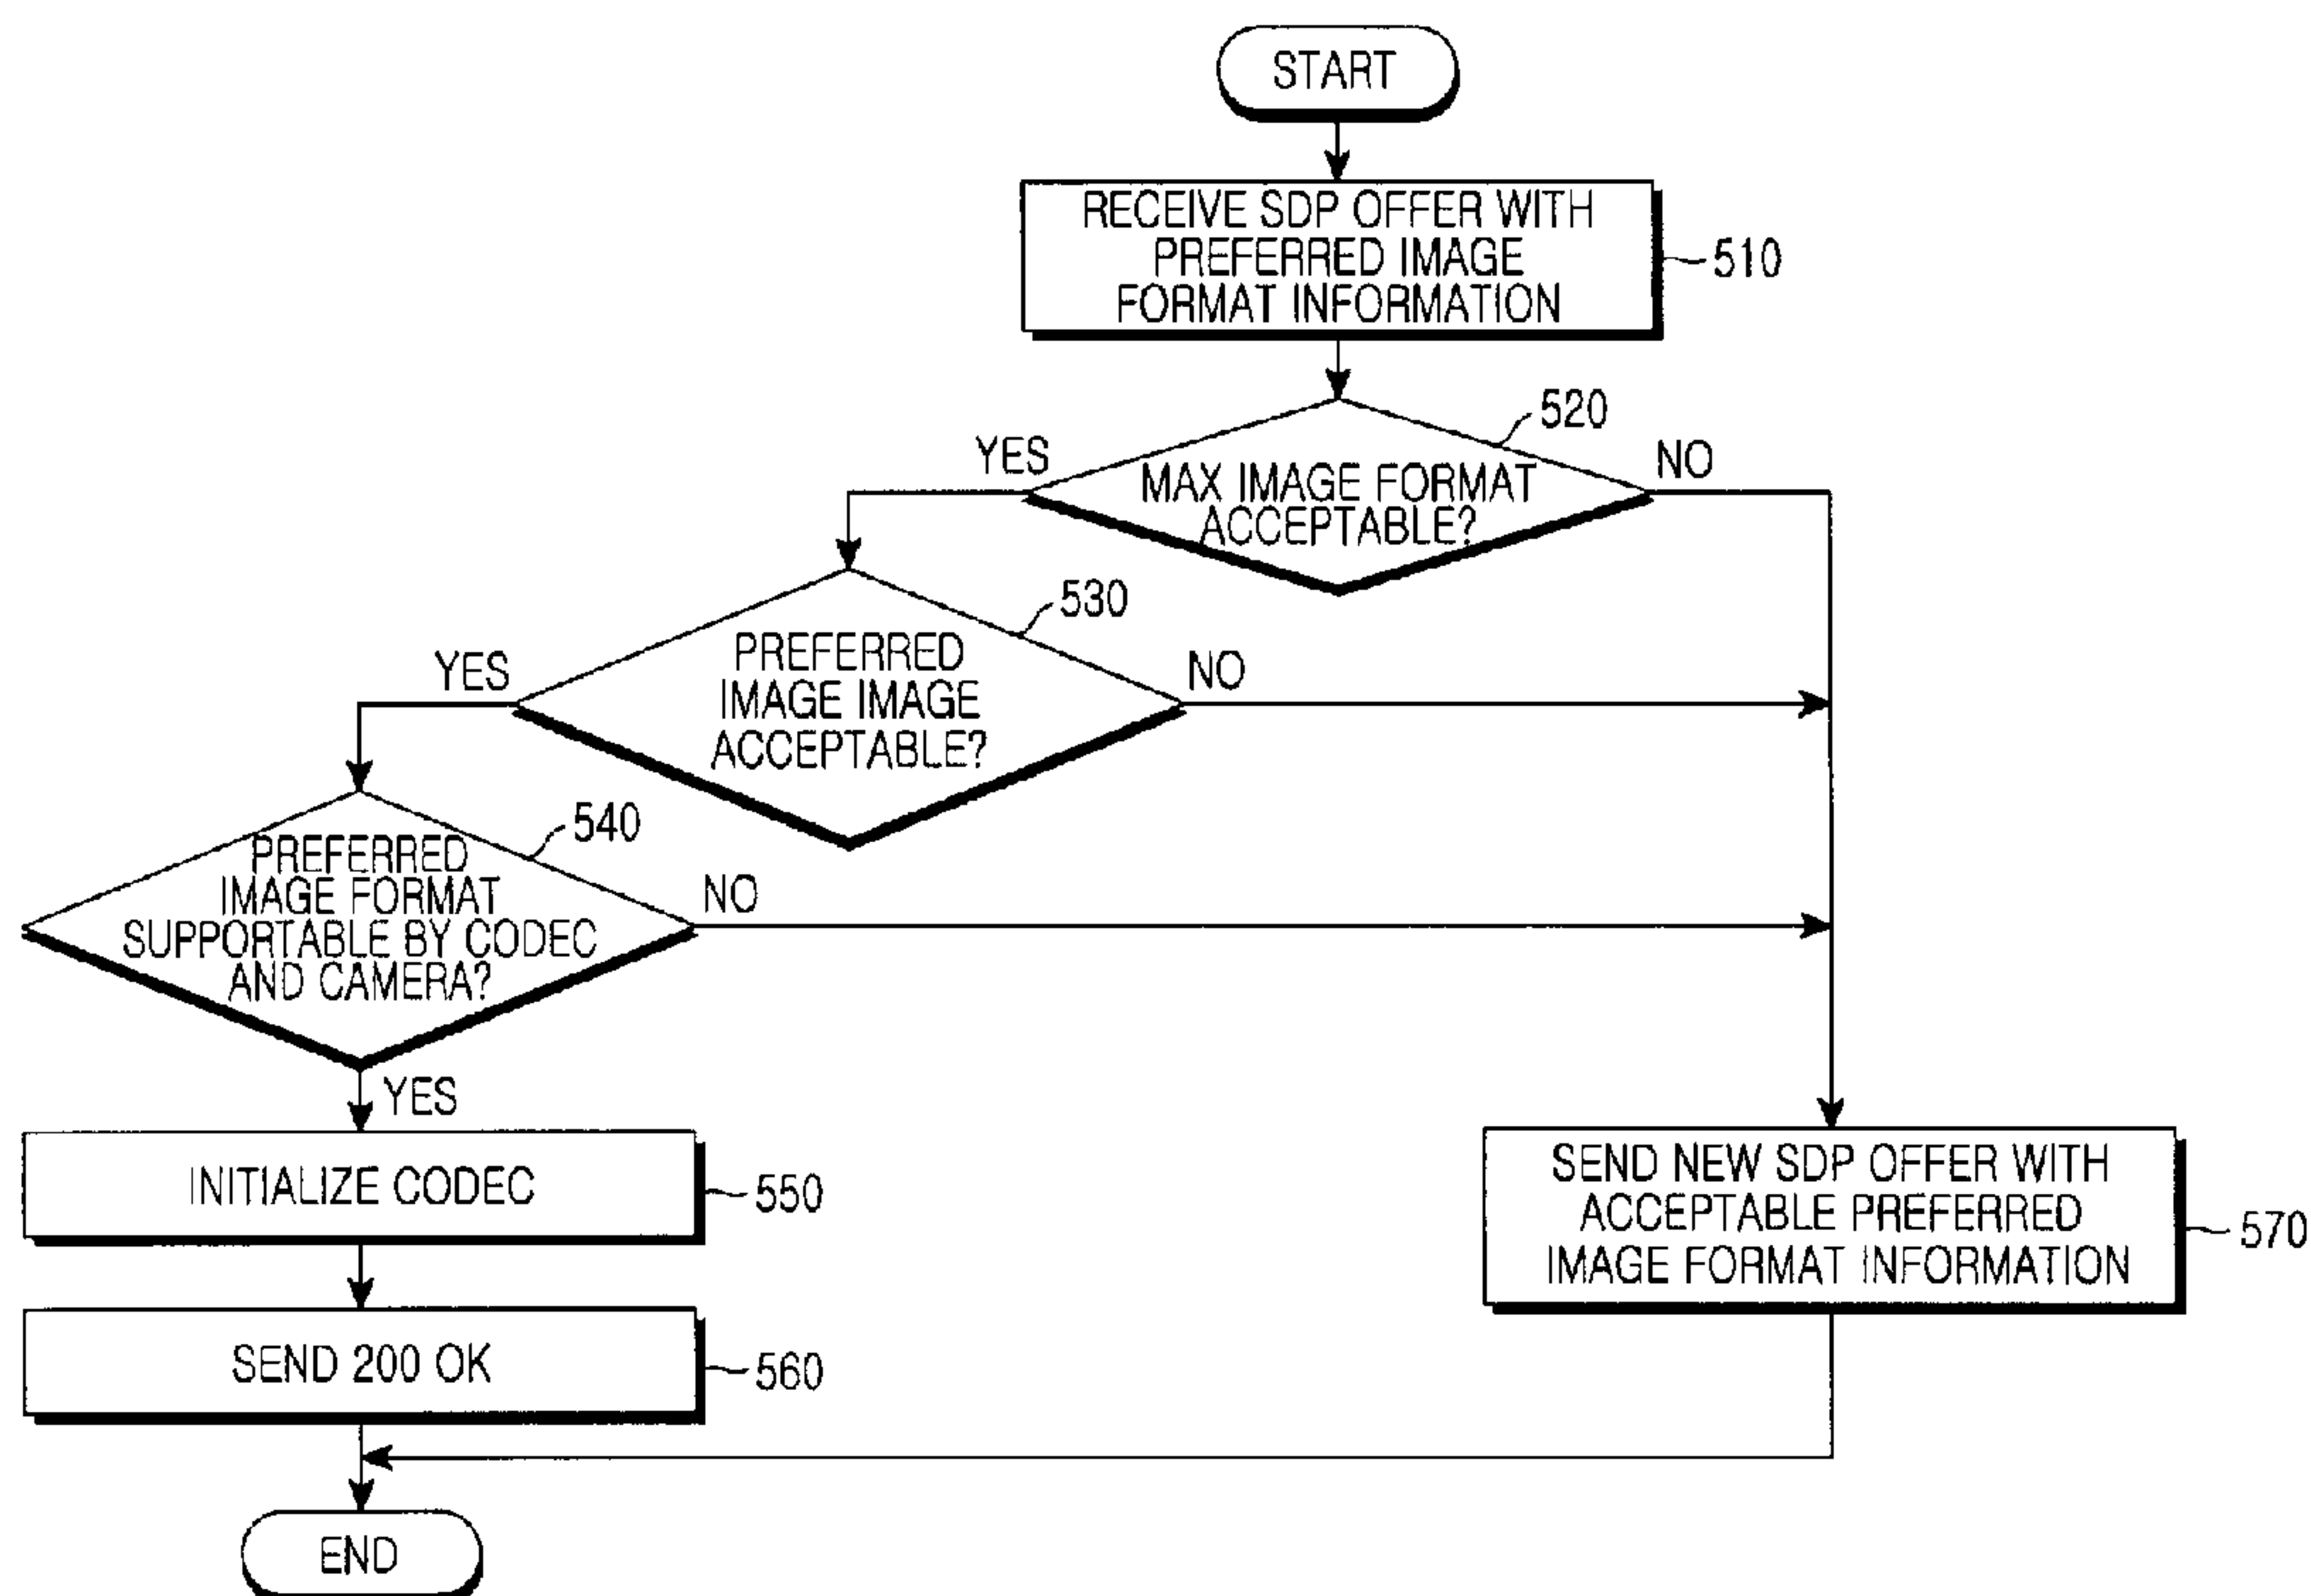 START
RECEIVE SDP OFFER WITH
PREFERRED IMAGE
FORMAT INFORMATION
510
520
YES
NO
MAX IMAGE FORMAT
ACCEPTABLE?
530
YES
NO
PREFERRED
IMAGE IMAGE
ACCEPTABLE?
540
PREFERRED
IMAGE FORMAT
SUPPORTABLE BY CODEC
AND CAMERA?
NO
YES
INITIALIZE CODEC
550
SEND NEW SDP OFFER WITH
ACCEPTABLE PREFERRED
IMAGE FORMAT INFORMATION
570
SEND 200 OK
560
END